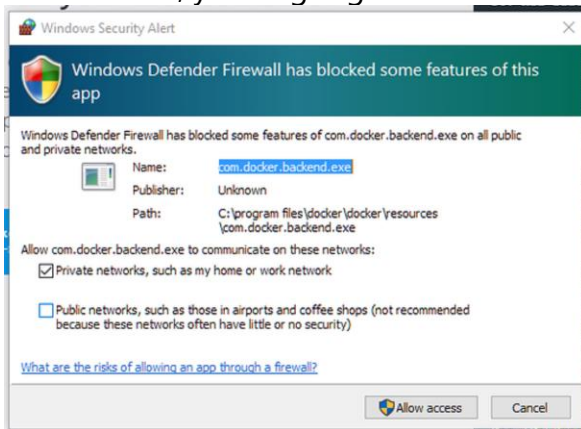 Windows Security Alert
Windows Defender Firewall has blocked some features of this
app
Windows Defender Firewall has blocked some features of com.docker.backend.exe on all public
and private networks.
Name: com.docker.backend.exe
Publisher: Unknown
Path: C:\program files\docker\docker\resources
\com.docker.backend.exe
Allow com.docker.backend.exe to communicate on these networks:
Private networks, such as my home or work network
Public networks, such as those in airports and coffee shops (not recommended
because these networks often have little or no security)
What are the risks of allowing an app through a firewall?
Allow access Cancel